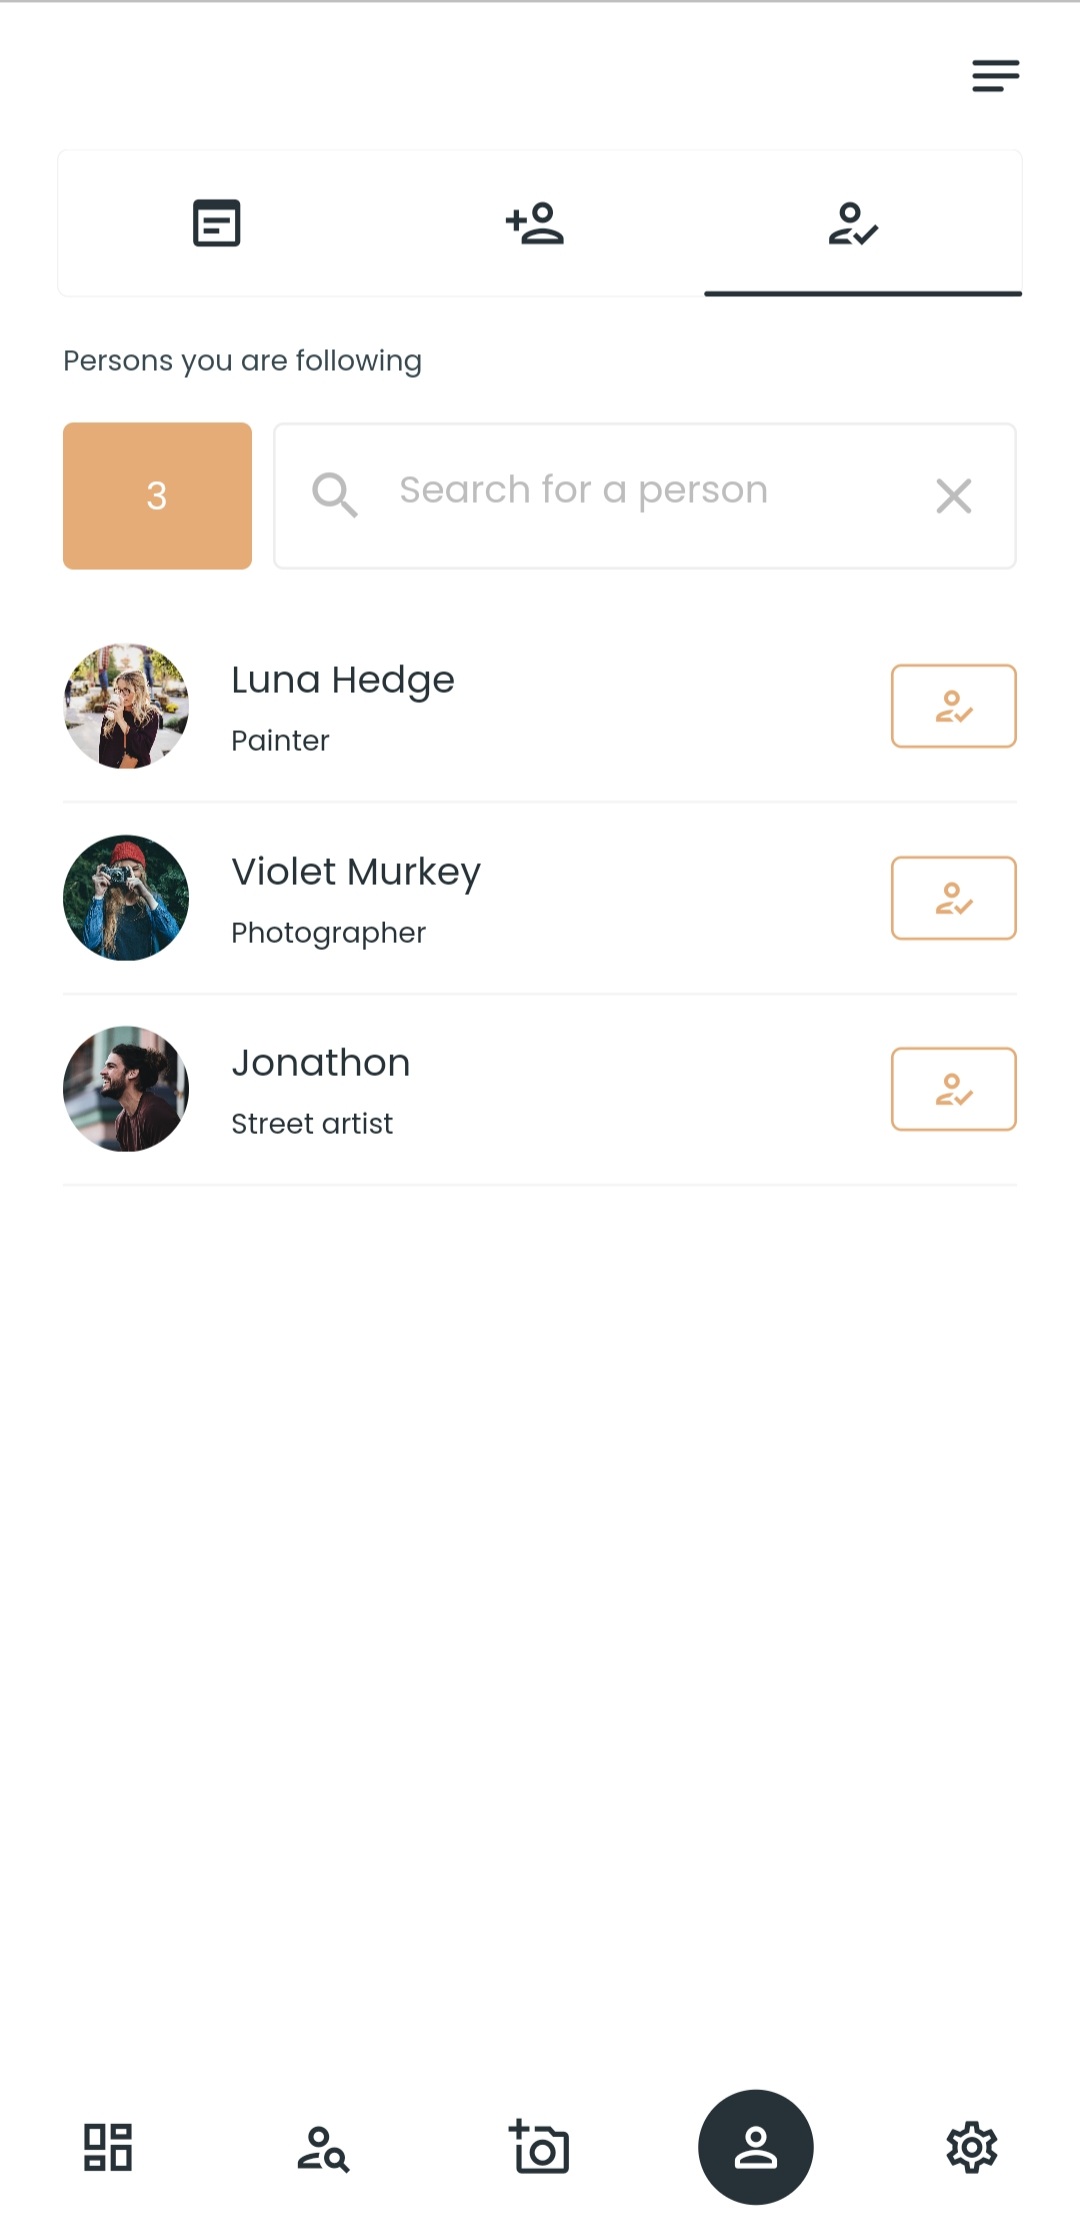 Persons you are following
3
Search for a person
Luna Hedge
Painter
Violet Murkey
Photographer
Jonathon
Street artist